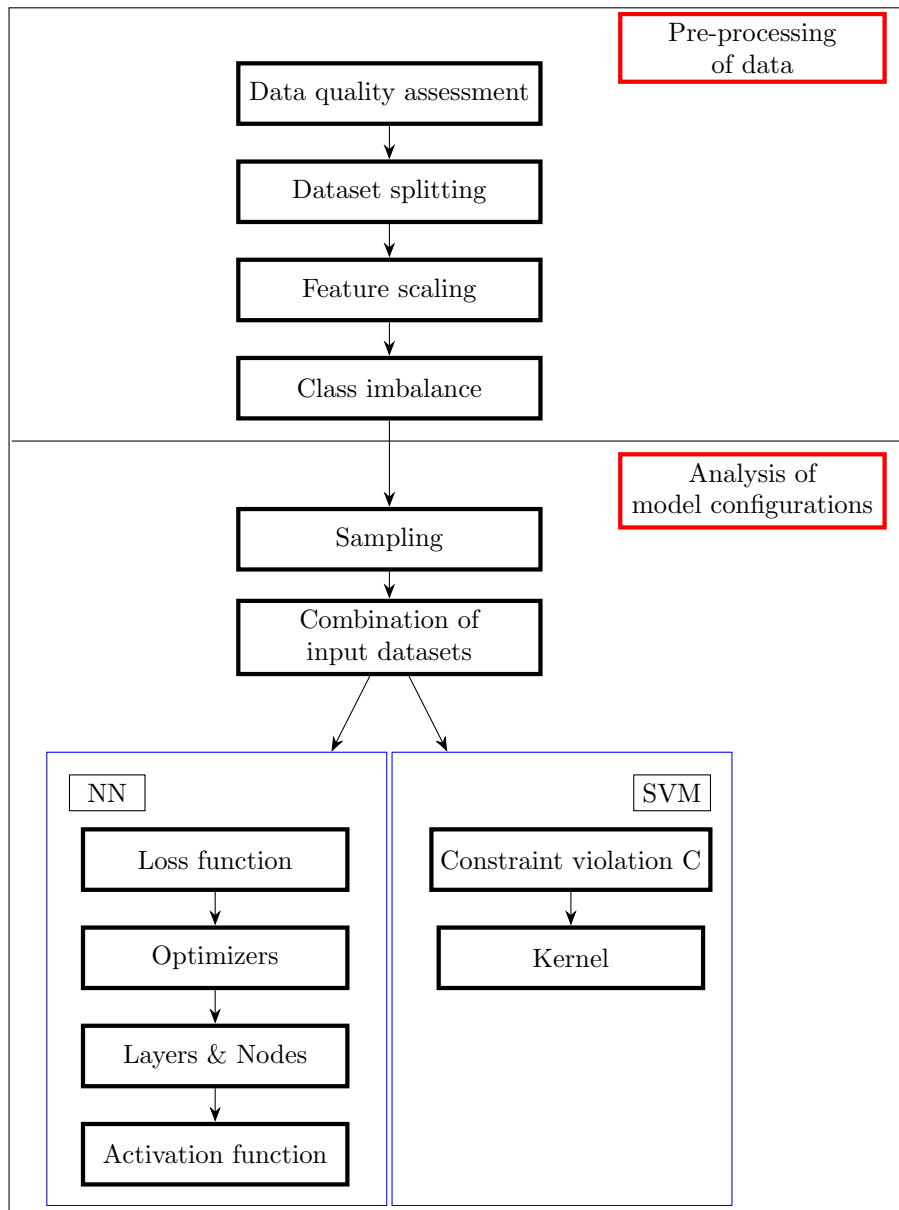 Pre-processing
of data
Data quality assessment
Dataset splitting
Feature scaling
Class imbalance
Analysis of
model configurations
Sampling
Combination of
input datasets
NN
SVM
Loss function
Constraint violation C
Optimizers
Kernel
Layers & Nodes
Activation function